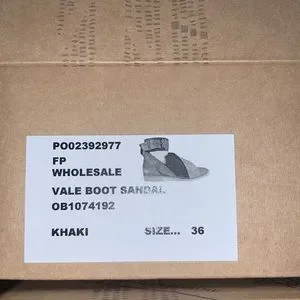 PO02392977
FP
WHOLESALE
VALE BOOT SANDAL
OB1074192
KHAKI SIZE... 36